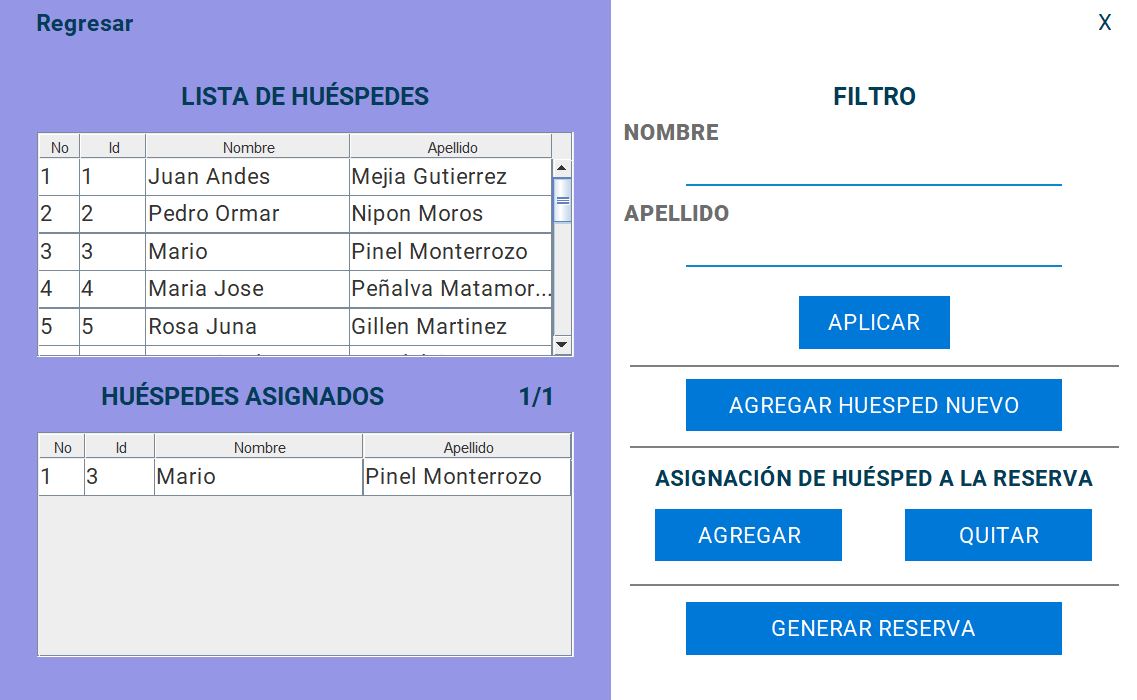 Regresar
X
LISTA DE HUÉSPEDES
No Id Nombre Apellido
1 1 Juan Andes Mejia Gutierrez
2 2 Pedro Ormar Nipon Moros
3 3 Mario Pinel Monterrozo
4 4 Maria Jose Peñalva Matamor...
5 5 Rosa Juna Gillen Martinez
HUÉSPEDES ASIGNADOS 1/1
No Id Nombre Apellido
1 3 Mario Pinel Monterrozo
FILTRO
NOMBRE
APELLIDO
APLICAR
AGREGAR HUESPED NUEVO
ASIGNACIÓN DE HUÉSPED A LA RESERVA
AGREGAR QUITAR
GENERAR RESERVA